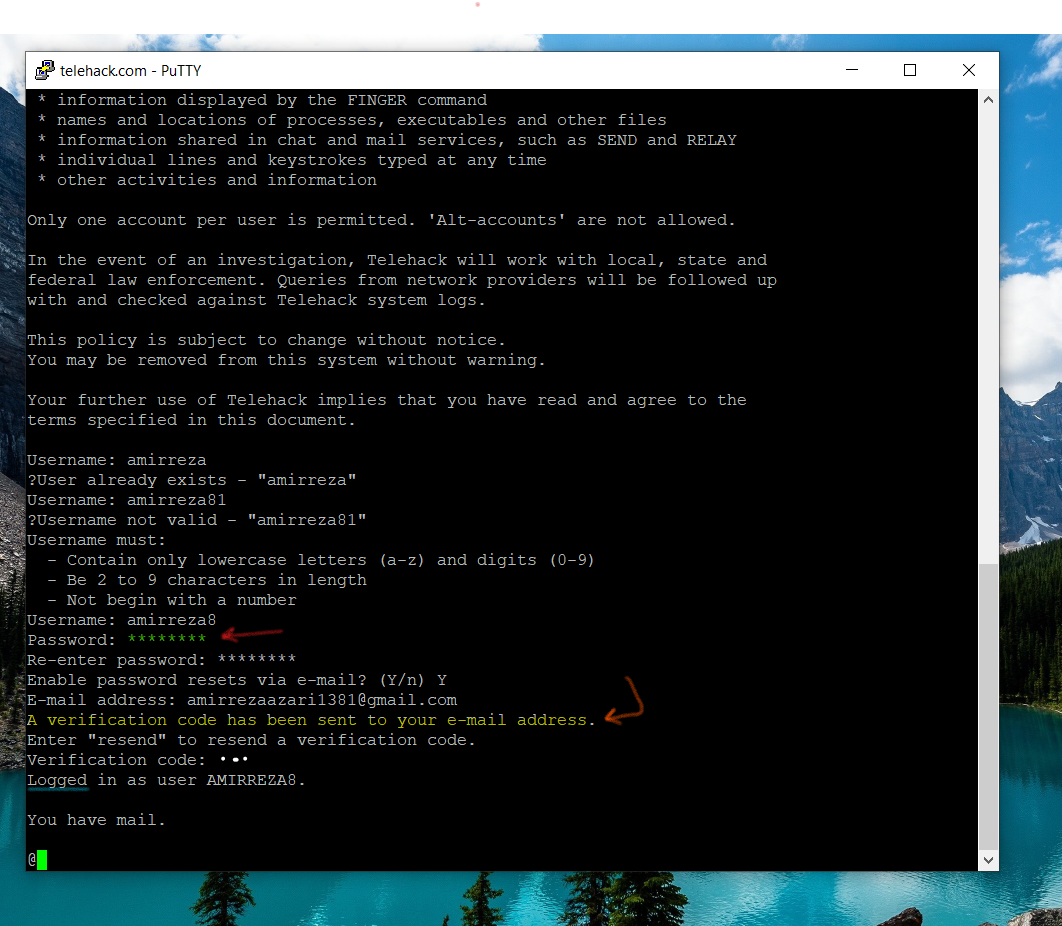 telehack.com - PuTTY
* information displayed by the FINGER command
* names and locations of processes, executables and other files
* information shared in chat and mail services, such as SEND and RELAY
* individual lines and keystrokes typed at any time
* other activities and information
Only one account per user is permitted. 'Alt-accounts' are not allowed.
In the event of an investigation, Telehack will work with local, state and
federal law enforcement. Queries from network providers will be followed up
with and checked against Telehack system logs.
This policy is subject to change without notice.
You may be removed from this system without warning.
Your further use of Telehack implies that you have read and agree to the
terms specified in this document.
Username: amirreza
?User already exists - "amirreza"
Username: amirreza81
?Username not valid - "amirreza81"
Username must:
- Contain only lowercase letters (a-z) and digits (0-9)
- Be 2 to 9 characters in length
- Not begin with a number
Username: amirreza8
Password: ********
Re-enter password: ********
Enable password resets via e-mail? (Y/n) Y
E-mail address: amirrezaazari1381@gmail.com
A verification code has been sent to your e-mail address.
Enter "resend" to resend a verification code.
Verification code:
Logged in as user AMIRREZA8.
You have mail.
@